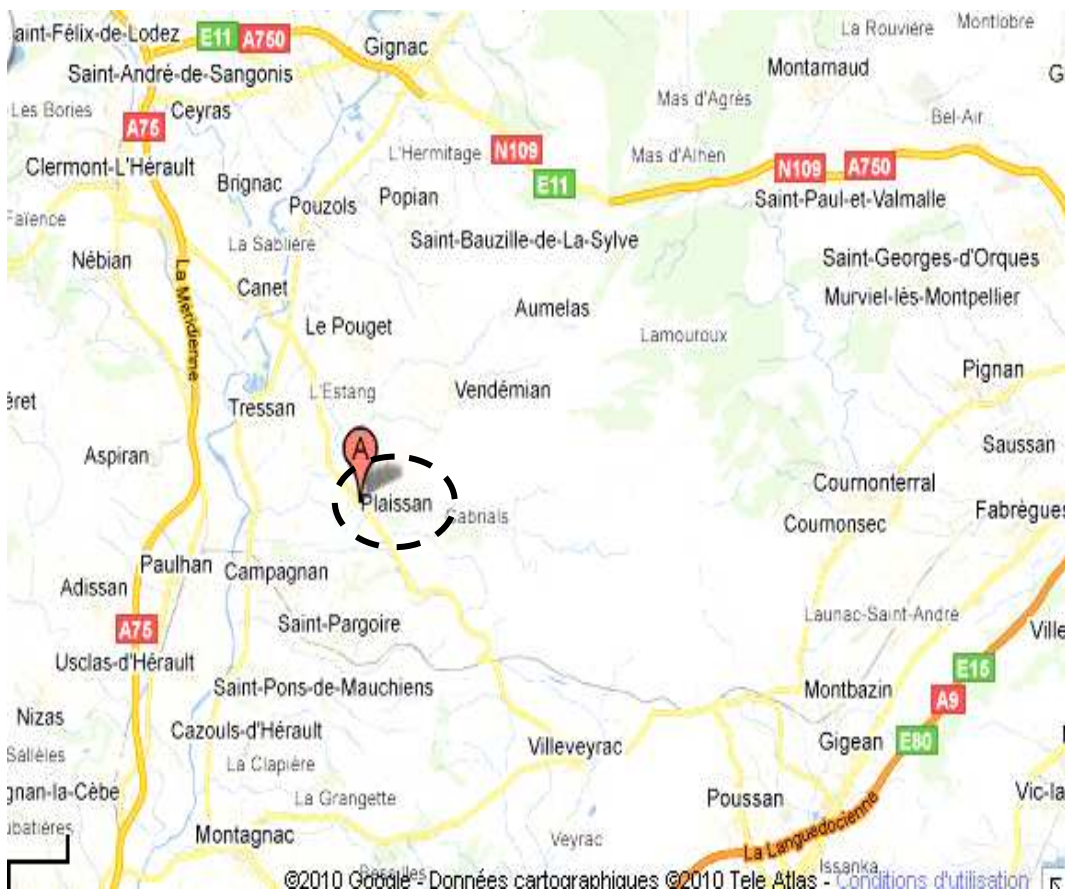 aint-Félix-de-Lodez
E11
A750
Gignac
La Rouvière
Montlobre
Saint-André-de-Sangonis
Montarnaud
G
Les Bories
Ceyras
Mas d'Agrès
Bel-Air
A75
L'Hermitage
N109
Mas d'Alhen
N109
A750
Clermont-L'Hérault
Brignac
E11
Pouzols
Popian
Saint-Paul-et-Valmalle
Faïence
La Sablière
Saint-Bauzille-de-La-Sylve
Nébian
Saint-Georges-d'Orques
Canet
La Méridienne
Murviel-lès-Montpellier
Aumelas
Le Pouget
Lamouroux
Pignan
L'Estang
Vendémian
éret
Tressan
Saussan
A
Aspiran
Cournonterral
Plaissan
Cabrials
Cournonsec
Fabrègues
Paulhan
Campagnan
Adissan
Launac-Saint-André
Saint-Pargoire
A75
Ville
Usclas-d'Hérault
E15
Saint-Pons-de-Mauchiens
Montbazin
A9
Nizas
Cazouls-d'Hérault
Villeveyrac
Gigean
E80
Salléles
La Clapière
gnan-la-Cèbe
La Grangette
Poussan
Vic-la
ubatières
Montagnac
Veyrac
La Languedocienne
Issanka
©2010 Google - Données cartographiques ©2010 Tele Atlas - Conditions d'utilisation